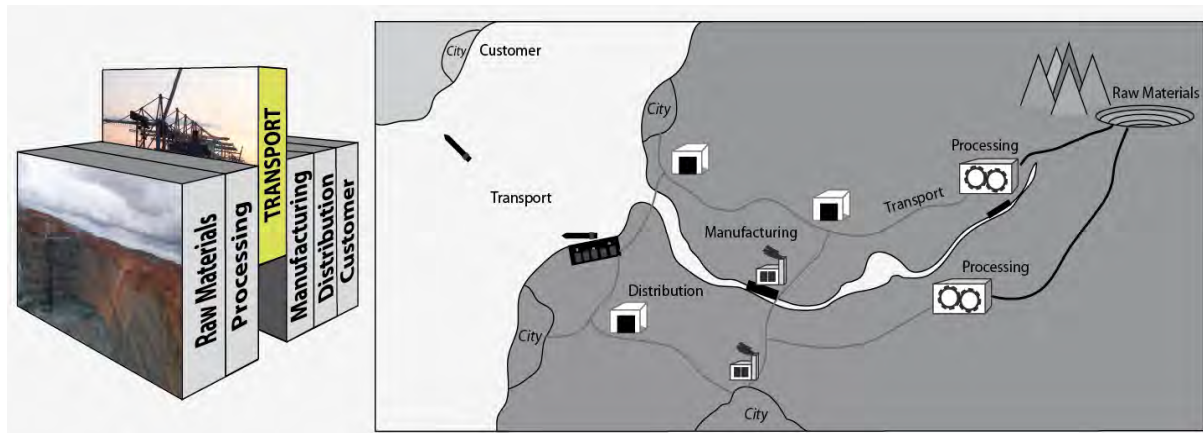 Raw Materials
Processing
TRANSPORT
Manufacturing
Distribution
Customer
City
Customer
City
Raw Materials
Processing
Transport
Transport
Manufacturing
Processing
Distribution
City
City